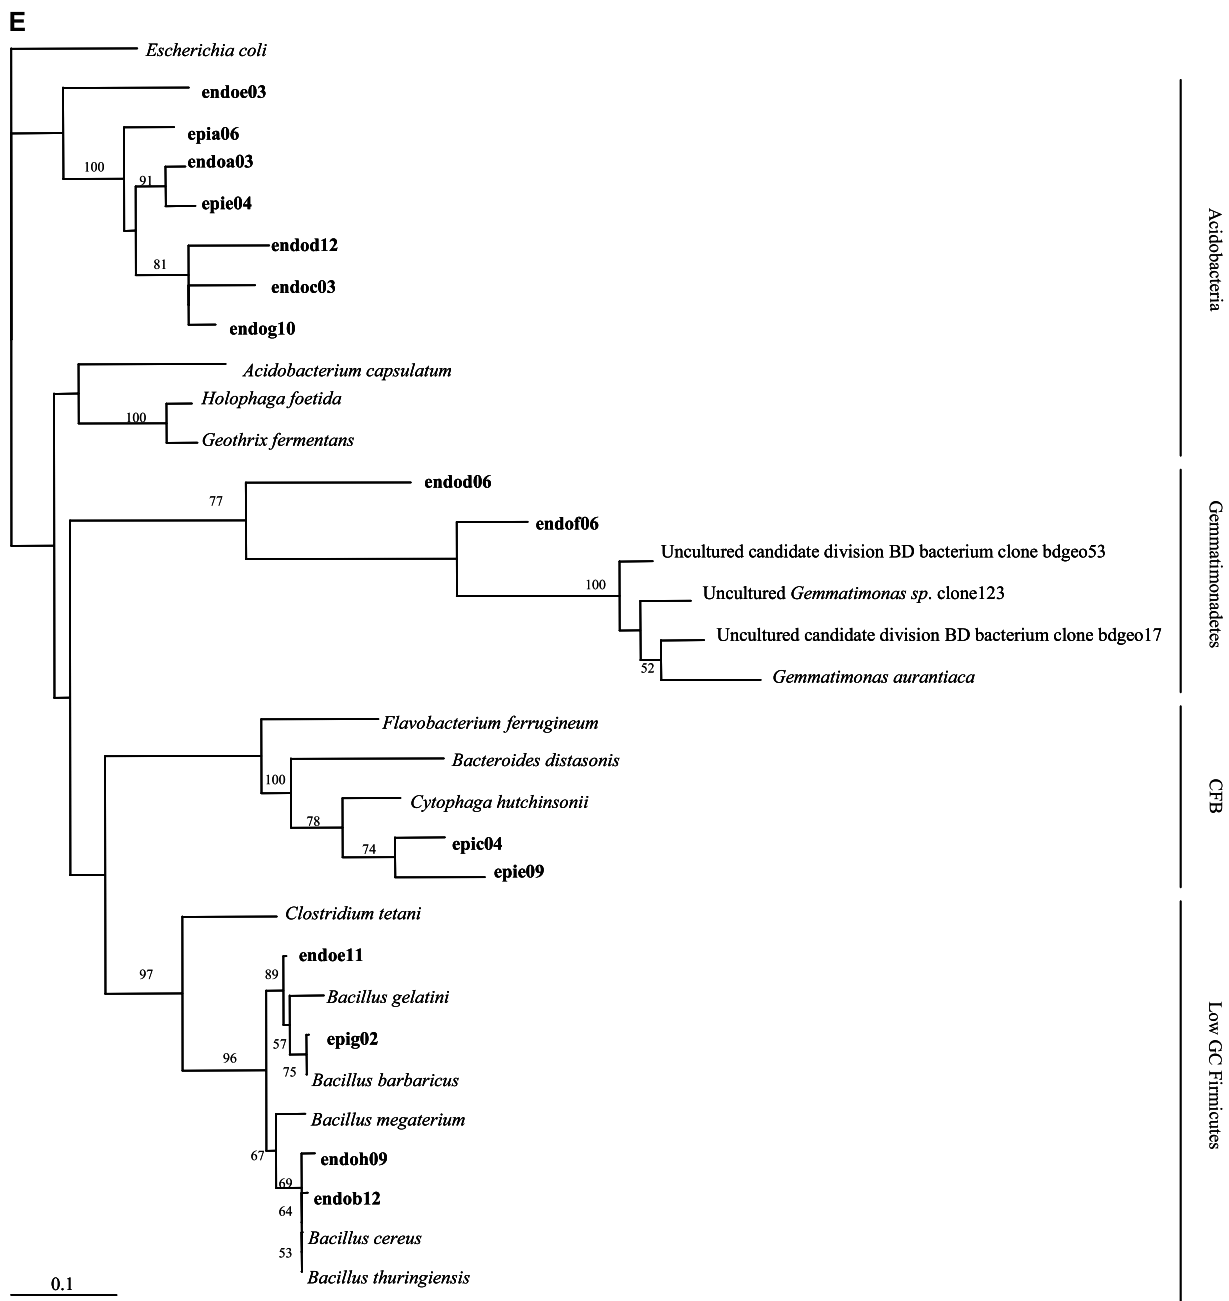 E
Escherichia coli
endoe03
epia06
100
endoa03
91
epie04
endod12
81
endoc03
endog10
Acidobacteria
Acidobacterium capsulatum
Holophaga foetida
100
Geothrix fermentans
endod06
77
endof06
Uncultured candidate division BD bacterium clone bdgeo53
100
Uncultured Gemmatimonas sp. clone123
Uncultured candidate division BD bacterium clone bdgeo17
52
Gemmatimonas aurantiaca
Gemmatimonadetes
Flavobacterium ferrugineum
Bacteroides distasonis
100
Cytophaga hutchinsonii
78
epic04
74
epie09
CFB
Clostridium tetani
endoe11
97
89
Bacillus gelatini
epig02
57
96
75
Bacillus barbaricus
Bacillus megaterium
67
endoh09
69
endob12
64
Bacillus cereus
53
Bacillus thuringiensis
Low GC Firmicutes
0.1